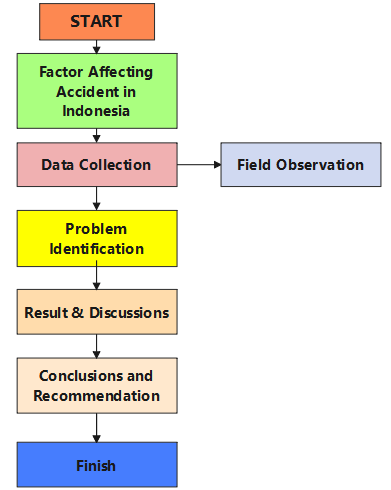 START
Factor Affecting
Accident in
Indonesia
Data Collection
Field Observation
Problem
Identification
Result & Discussions
Conclusions and
Recommendation
Finish